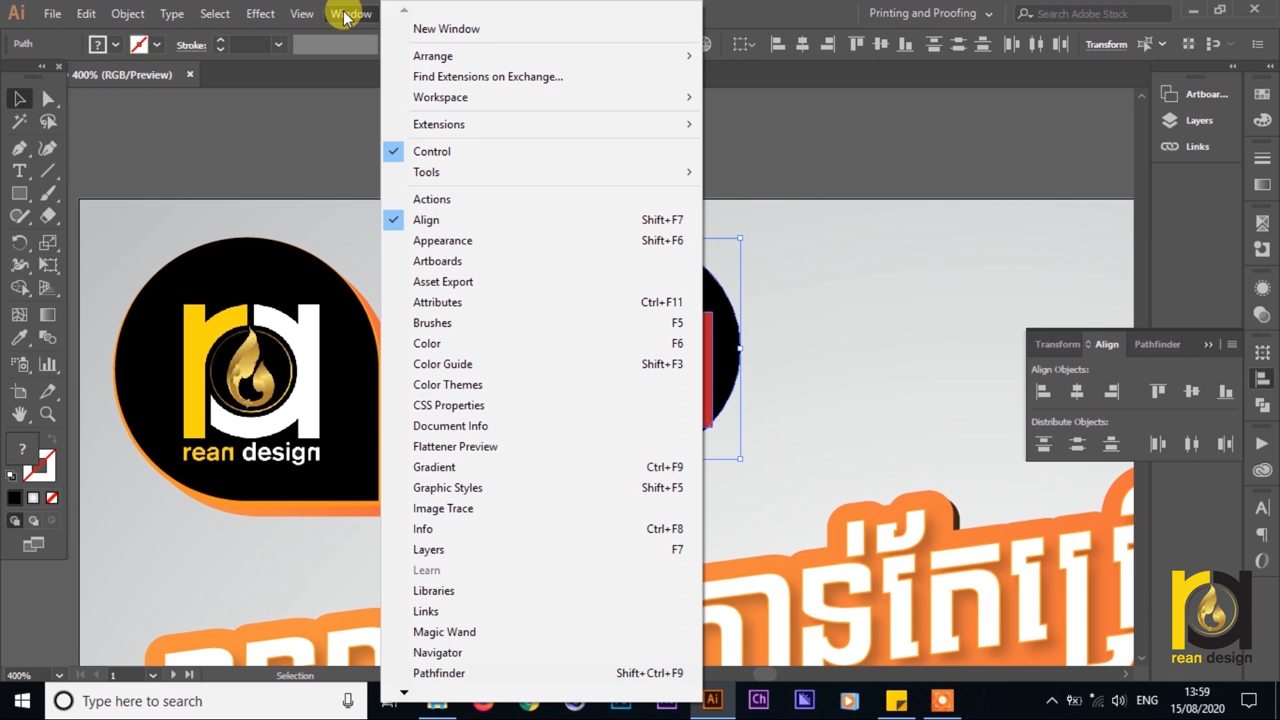 File Edit Object Type Select Effect View Window
Printing and Proofing
Search Adobe Stock
Path
Stroke:
Transform
400% (RGB/Preview)
New Window
Arrange
Find Extensions on Exchange...
Workspace
Extensions
Control
Tools
Actions
Align Shift+F7
Appearance Shift+F6
Artboards
Asset Export
Attributes Ctrl+F11
Brushes F5
Color F6
Color Guide Shift+F3
Color Themes
CSS Properties
Document Info
Flattener Preview
Gradient Ctrl+F9
Graphic Styles Shift+F5
Image Trace
Info Ctrl+F8
Layers F7
Learn
Libraries
Links
Magic Wand
Navigator
Pathfinder Shift+Ctrl+F9
Artboar...
Layers
Links
Transform Align Pathfinder
Align Objects:
Distribute Objects:
rean design
rean design
400% 1 Selection
Type here to search
ENG
13:59
15/08/2020